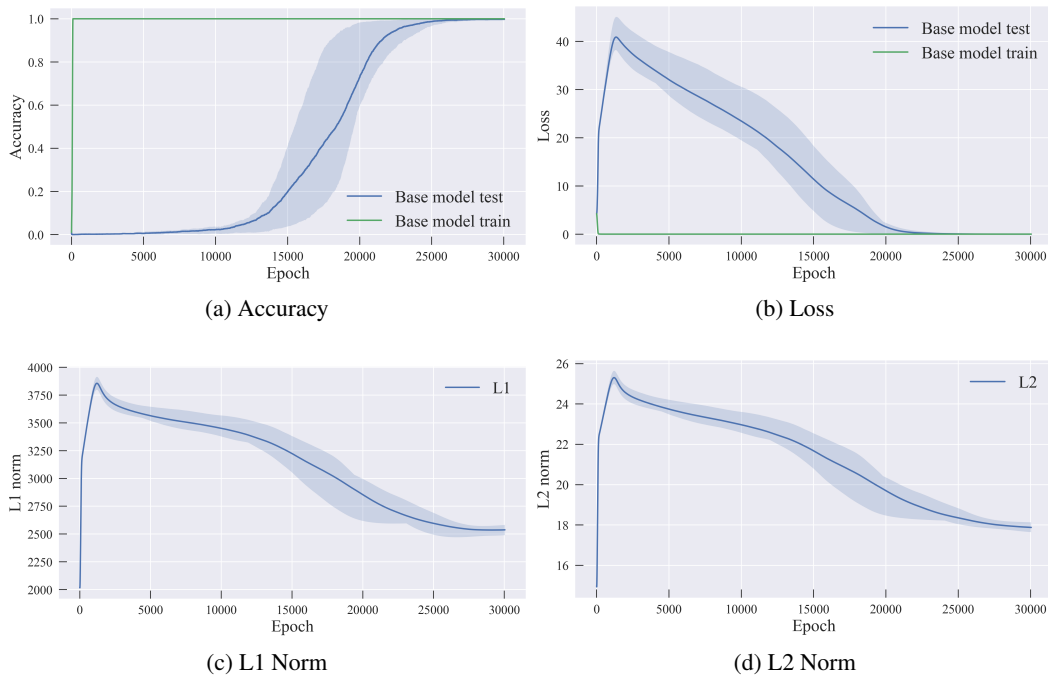 1.0
0.8
0.6
0.4
0.2
0.0
Accuracy
Base model test
Base model train
0 5000 10000 15000 20000 25000 30000
Epoch
(a) Accuracy
40
30
20
10
0
Loss
Base model test
Base model train
0 5000 10000 15000 20000 25000 30000
Epoch
(b) Loss
4000
3750
3500
3250
3000
2750
2500
2250
2000
L1 norm
L1
0 5000 10000 15000 20000 25000 30000
Epoch
(c) L1 Norm
26
24
22
20
18
16
L2 norm
L2
0 5000 10000 15000 20000 25000 30000
Epoch
(d) L2 Norm